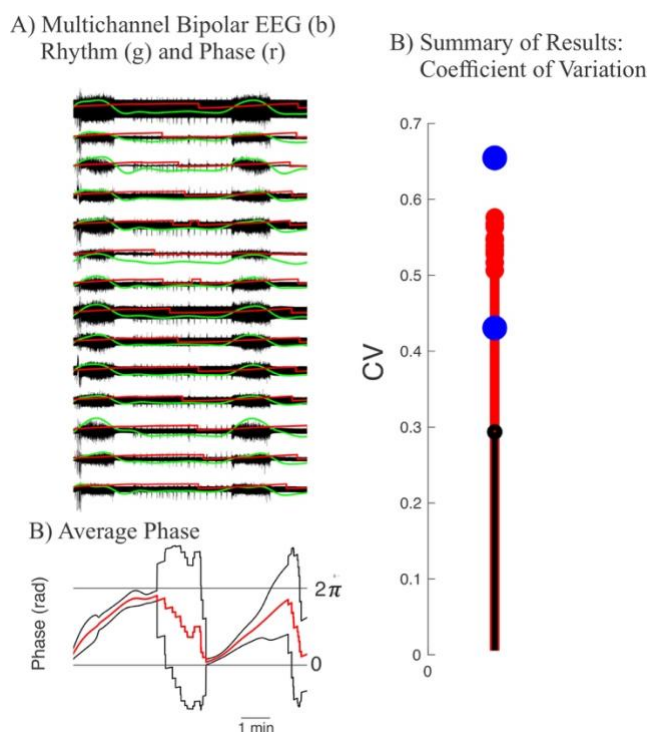 A) Multichannel Bipolar EEG (b)
Rhythm (g) and Phase (r)
B) Average Phase
Phase (rad)
2π
0
1 min
B) Summary of Results:
Coefficient of Variation
CV
0.7
0.6
0.5
0.4
0.3
0.2
0.1
0
0